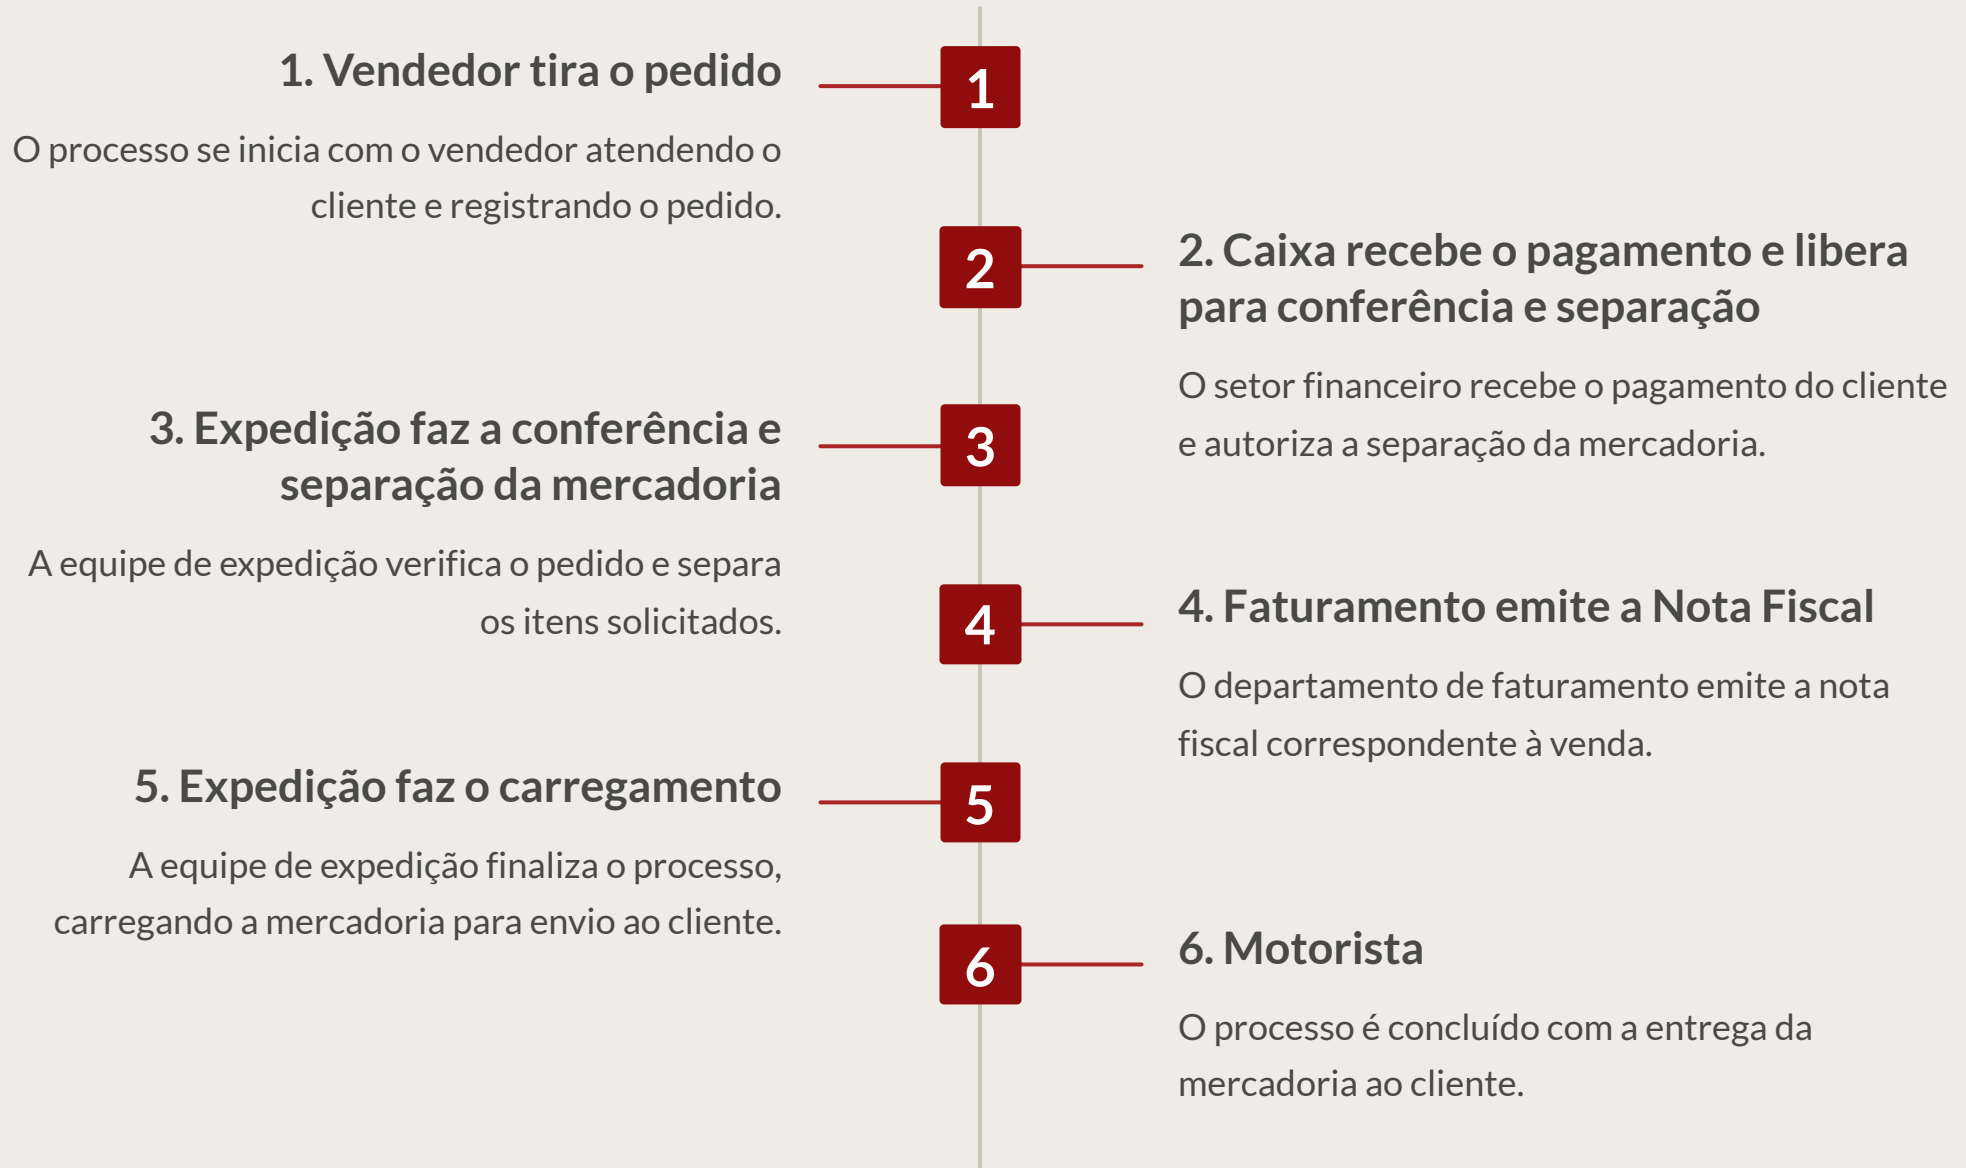 1. Vendedor tira o pedido
O processo se inicia com o vendedor atendendo o
cliente e registrando o pedido.
1
2
2. Caixa recebe o pagamento e libera
para conferência e separação
O setor financeiro recebe o pagamento do cliente
e autoriza a separação da mercadoria.
3. Expedição faz a conferência e
separação da mercadoria
A equipe de expedição verifica o pedido e separa
os itens solicitados.
3
4
4. Faturamento emite a Nota Fiscal
O departamento de faturamento emite a nota
fiscal correspondente à venda.
5. Expedição faz o carregamento
A equipe de expedição finaliza o processo,
carregando a mercadoria para envio ao cliente.
5
6
6. Motorista
O processo é concluído com a entrega da
mercadoria ao cliente.